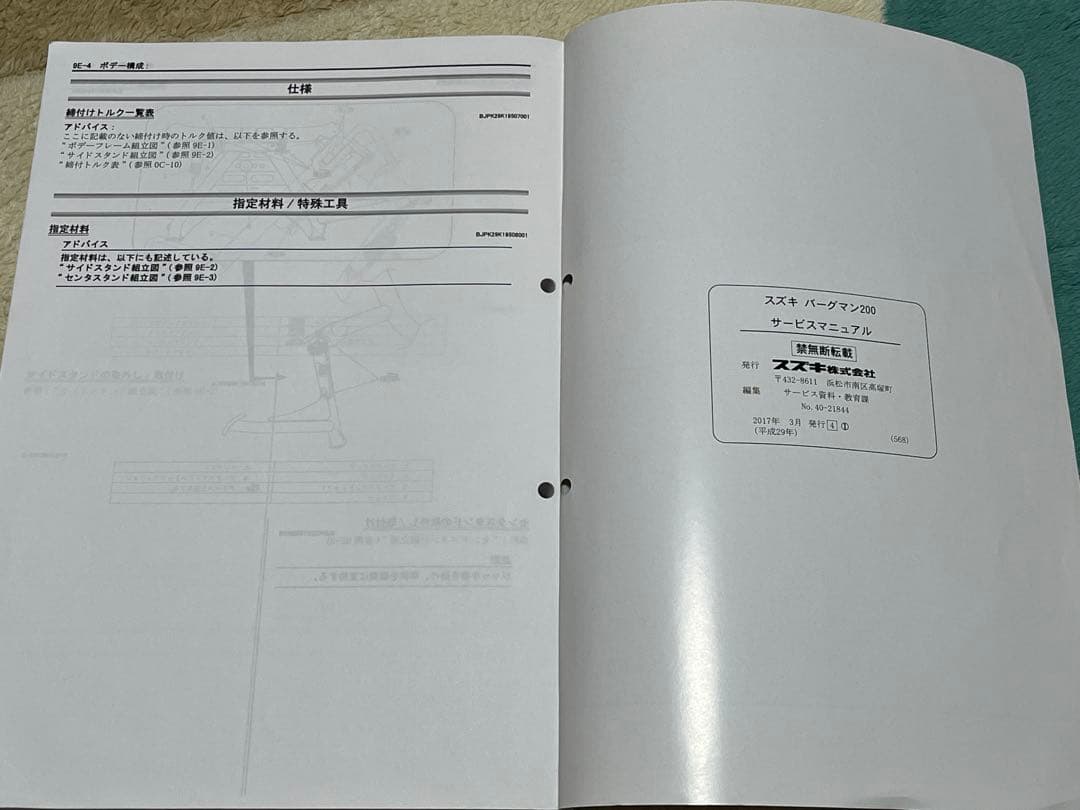 9E-4 ボデー構成:
仕様
締付けトルク一覧表
BJPK29K19507001
アドバイス:
ここに記載のない締付け時のトルク値は、以下を参照する。
“ボデーフレーム組立図”(参照 9E-1)
“サイドスタンド組立図”(参照 9E-2)
“締付トルク表”(参照 0C-10)
指定材料/特殊工具
指定材料
BJPK29K19508001
アドバイス
指定材料は、以下にも記述している。
“サイドスタンド組立図”(参照 9E-2)
“センタスタンド組立図”(参照 9E-3)
スズキ バーグマン200
サービスマニュアル
禁無断転載
発行 スズキ株式会社
〒432-8611 浜松市南区高塚町
編集 サービス資料・教育課
No.40-21844
2017年 3月 発行 4 ①
(平成29年)
(568)